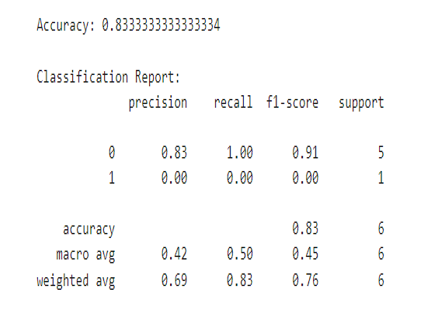 Accuracy: 0.8333333333333334
Classification Report:
precision recall f1-score support
0 0.83 1.00 0.91 5
1 0.00 0.00 0.00 1
accuracy 0.83 6
macro avg 0.42 0.50 0.45 6
weighted avg 0.69 0.83 0.76 6